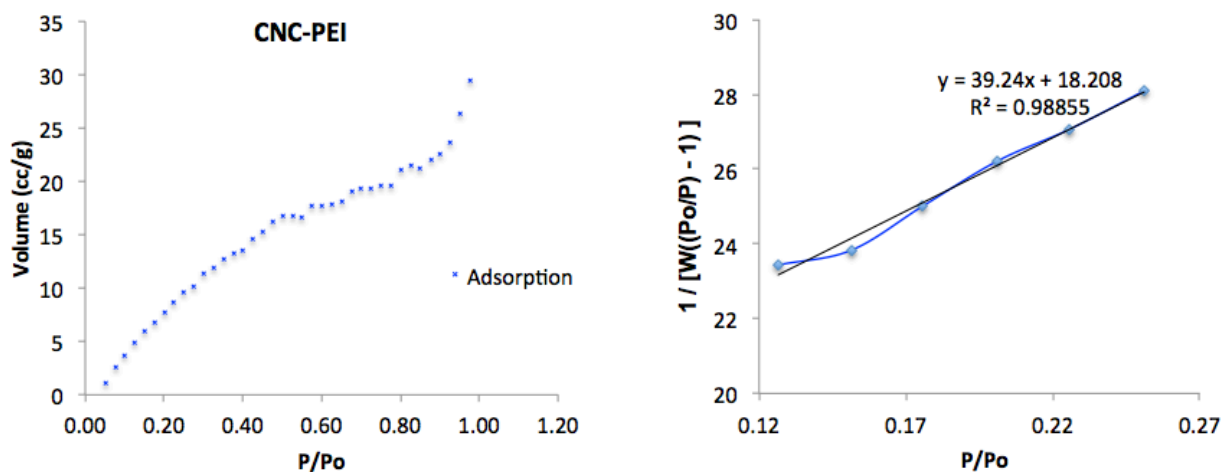 CNC-PEI
35
30
25
20
15
10
5
0
Volume (cc/g)
Adsorption
0.00 0.20 0.40 0.60 0.80 1.00 1.20
P/Po
30
28
26
24
22
20
1 / [W((Po/P) - 1) ]
y = 39.24x + 18.208
R² = 0.98855
0.12 0.17 0.22 0.27
P/Po